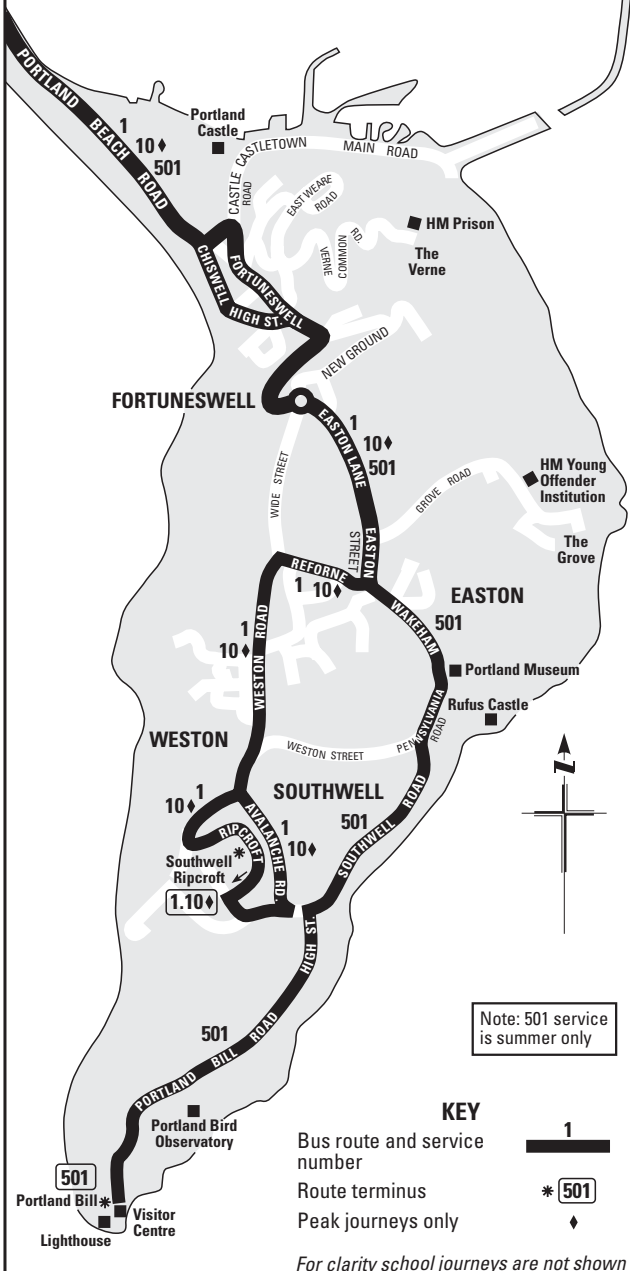 PORTLAND BEACH ROAD
1
10♦
501
Portland
Castle
CASTLETOWN
MAIN ROAD
CASTLE
ROAD
EAST WEARE
ROAD
VERNE
COMMON
RD.
HM Prison
The
Verne
CHISWELL
HIGH ST.
FORTUNESWELL
NEW GROUND
FORTUNESWELL
EASTON LANE
1
10♦
501
WIDE STREET
GROVE ROAD
HM Young
Offender
Institution
The
Grove
EASTON
STREET
REFORNE
1 10♦
EASTON
WAKEHAM
501
1
10♦
WESTON ROAD
Portland Museum
Rufus Castle
PENNSYLVANIA
ROAD
WESTON
WESTON STREET
SOUTHWELL
1
10♦
AVALANCHE RD.
1
10♦
501
SOUTHWELL ROAD
RIPCROFT
Southwell
Ripcroft
*
1.10♦
HIGH ST.
N
501
PORTLAND BILL ROAD
Portland Bird
Observatory
501
Portland Bill *
Visitor
Centre
Lighthouse
Note: 501 service
is summer only
KEY
Bus route and service
number
1
Route terminus
* 501
Peak journeys only
♦
For clarity school journeys are not shown